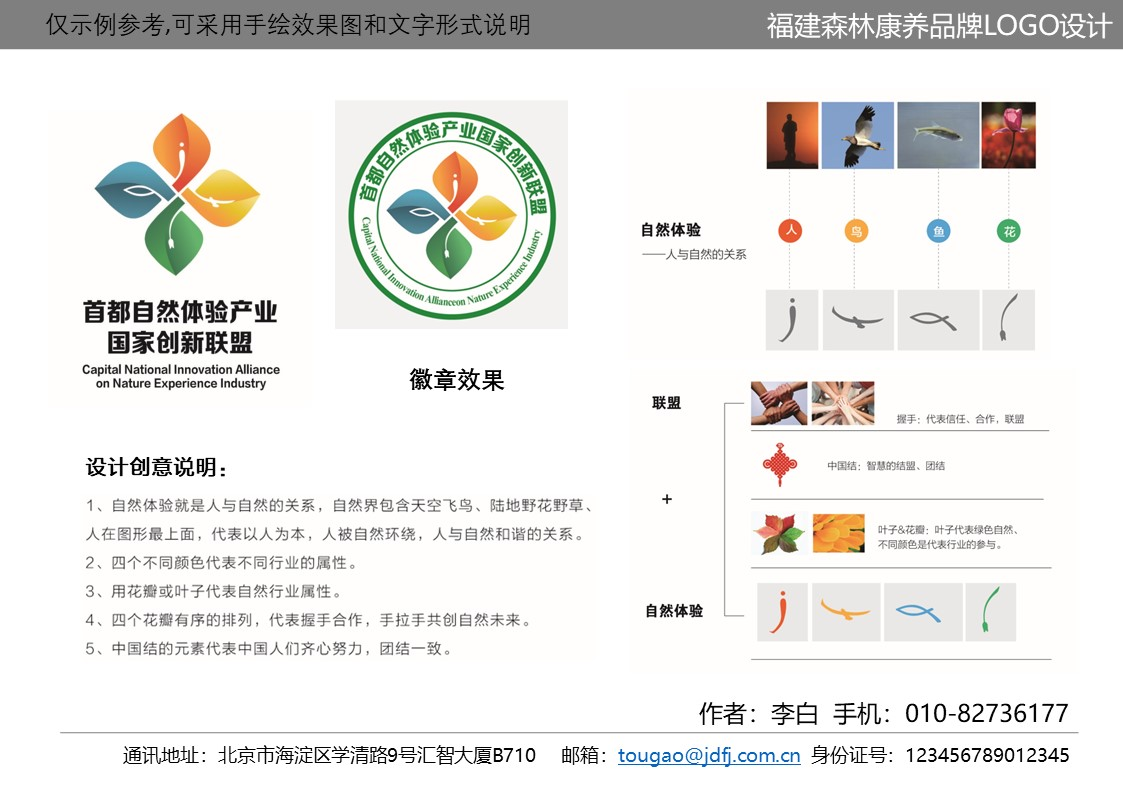 仅示例参考,可采用手绘效果图和文字形式说明
福建森林康养品牌LOGO设计
首都自然体验产业
国家创新联盟
Capital National Innovation Alliance
on Nature Experience Industry
首都自然体验产业国家创新联盟
Capital National Innovation Allianceon Nature Experience Industry
徽章效果
设计创意说明：
1、自然体验就是人与自然的关系，自然界包含天空飞鸟、陆地野花野草、
人在图形最上面，代表以人为本，人被自然环绕，人与自然和谐的关系。
2、四个不同颜色代表不同行业的属性。
3、用花瓣或叶子代表自然行业属性。
4、四个花瓣有序的排列，代表握手合作，手拉手共创自然未来。
5、中国结的元素代表中国人们齐心努力，团结一致。
自然体验
——人与自然的关系
人
鸟
鱼
花
联盟
握手：代表信任、合作，联盟
中国结：智慧的结盟、团结
+
叶子&花瓣：叶子代表绿色自然、
不同颜色是代表行业的参与。
自然体验
作者：李白 手机：010-82736177
通讯地址：北京市海淀区学清路9号汇智大厦B710 邮箱：tougao@jdfj.com.cn 身份证号：123456789012345